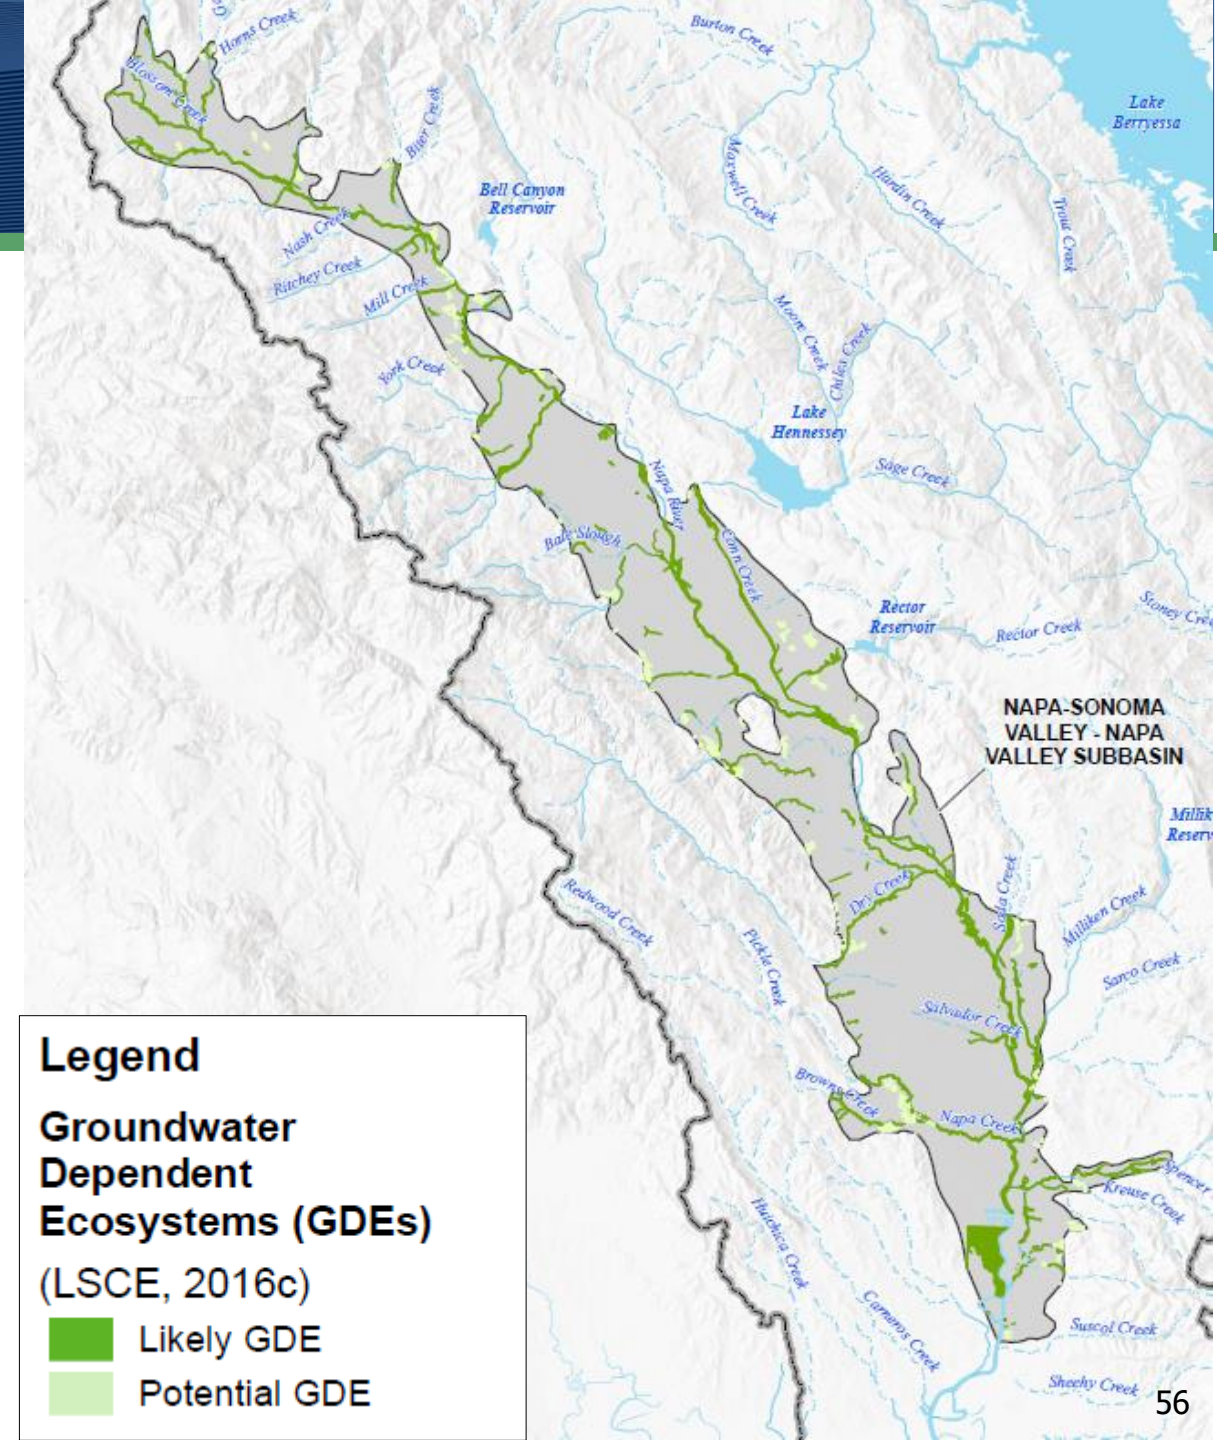 Go
Horns Creek
Blossom Creek
Biter Creek
Burton Creek
Lake
Berryessa
Maxwell Creek
Hardin Creek
Trout Creek
Bell Canyon
Reservoir
Nash Creek
Ritchey Creek
Mill Creek
York Creek
Moore Creek
Chiles Creek
Lake
Hennessey
Sage Creek
Napa River
Bale Slough
Conn Creek
Rector
Reservoir
Rector Creek
Stoney Cree
NAPA-SONOMA
VALLEY - NAPA
VALLEY SUBBASIN
Millik
Reserv
Dry Creek
Soda Creek
Milliken Creek
Redwood Creek
Pickle Creek
Sarco Creek
Salvador Creek
Browns Creek
Napa Creek
Spencer
Kreuse Creek
Huichica Creek
Carneros Creek
Suscol Creek
Sheehy Creek
Legend
Groundwater
Dependent
Ecosystems (GDEs)
(LSCE, 2016c)
Likely GDE
Potential GDE
56